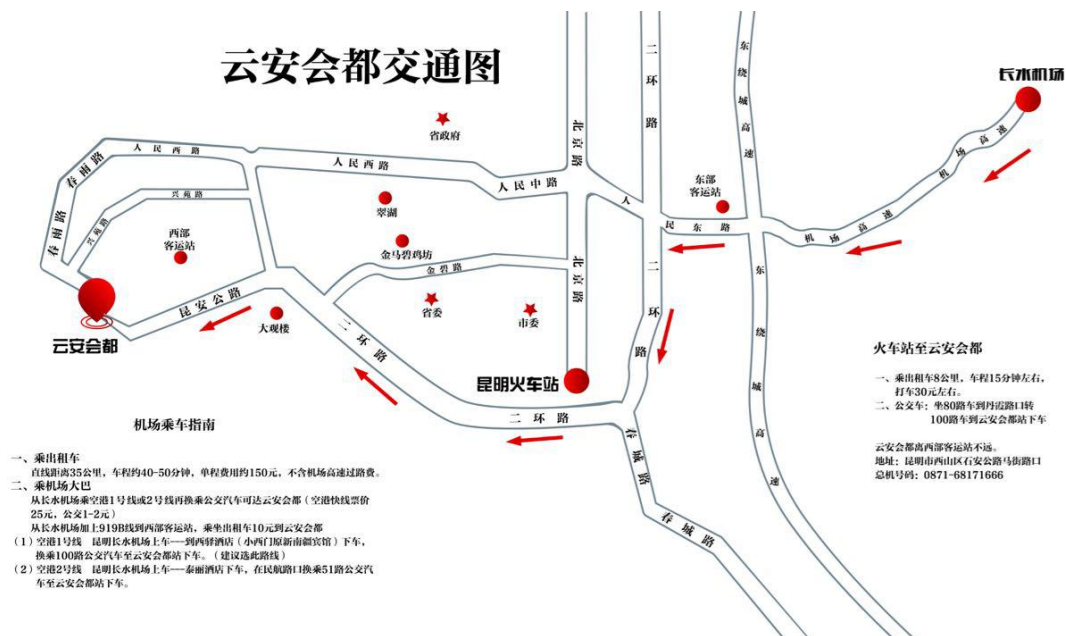 云安会都交通图
长水机场
二环路
东绕城高速
北京路
省政府
人民西路
春雨路
人民西路
人民中路
东部
客运站
机场高速
兴苑路
翠湖
人
民东路
春雨路
兴苑路
西部
客运站
金马碧鸡坊
机场高速
金碧路
北京路
二环路
东绕城高速
昆安公路
省委
市委
大观楼
二环路
云安会都
昆明火车站
二环路
春城路
春城路
火车站至云安会都
一、乘出租车8公里，车程15分钟左右，
打车30元左右。
二、公交车：坐80路车到丹霞路口转
100路车到云安会都站下车
云安会都离西部客运站不远。
地址：昆明市西山区石安公路马街路口
总机号码：0871-68171666
机场乘车指南
一、乘出租车
直线距离35公里，车程约40-50分钟，单程费用约150元，不含机场高速过路费。
二、乘机场大巴
从长水机场乘空港1号线或2号线再换乘公交汽车可达云安会都（空港快线票价
25元，公交1-2元）
从长水机场加上919B线到西部客运站，乘坐出租车10元到云安会都
（1）空港1号线 昆明长水机场上车---到西驿酒店（小西门原新南疆宾馆）下车，
换乘100路公交汽车至云安会都站下车。（建议选此路线）
（2）空港2号线 昆明长水机场上车---泰丽酒店下车，在民航路口换乘51路公交汽
车至云安会都站下车。